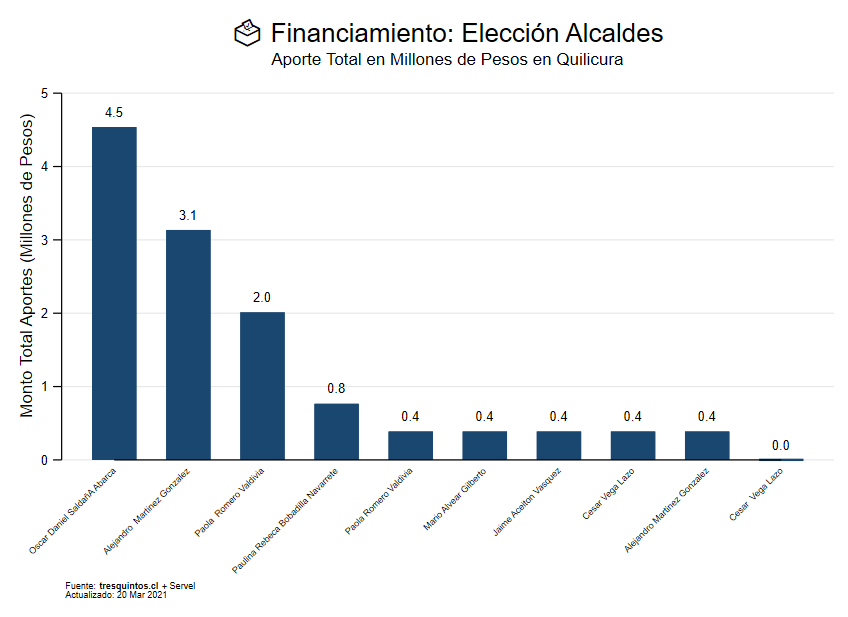 Financiamiento: Elección Alcaldes
Aporte Total en Millones de Pesos en Quilicura
Monto Total Aportes (Millones de Pesos)
5
4
3
2
1
0
4.5
3.1
2.0
0.8
0.4
0.4
0.4
0.4
0.4
0.0
Oscar Daniel SaldañA Abarca
Alejandro  Martinez Gonzalez
Paola  Romero Valdivia
Paulina Rebeca Bobadilla Navarrete
Paola Romero Valdivia
Mario Alvear Gilberto
Jaime Aceiton Vasquez
Cesar Vega Lazo
Alejandro Martinez Gonzalez
Cesar  Vega Lazo
Fuente: tresquintos.cl + Servel
Actualizado: 20 Mar 2021